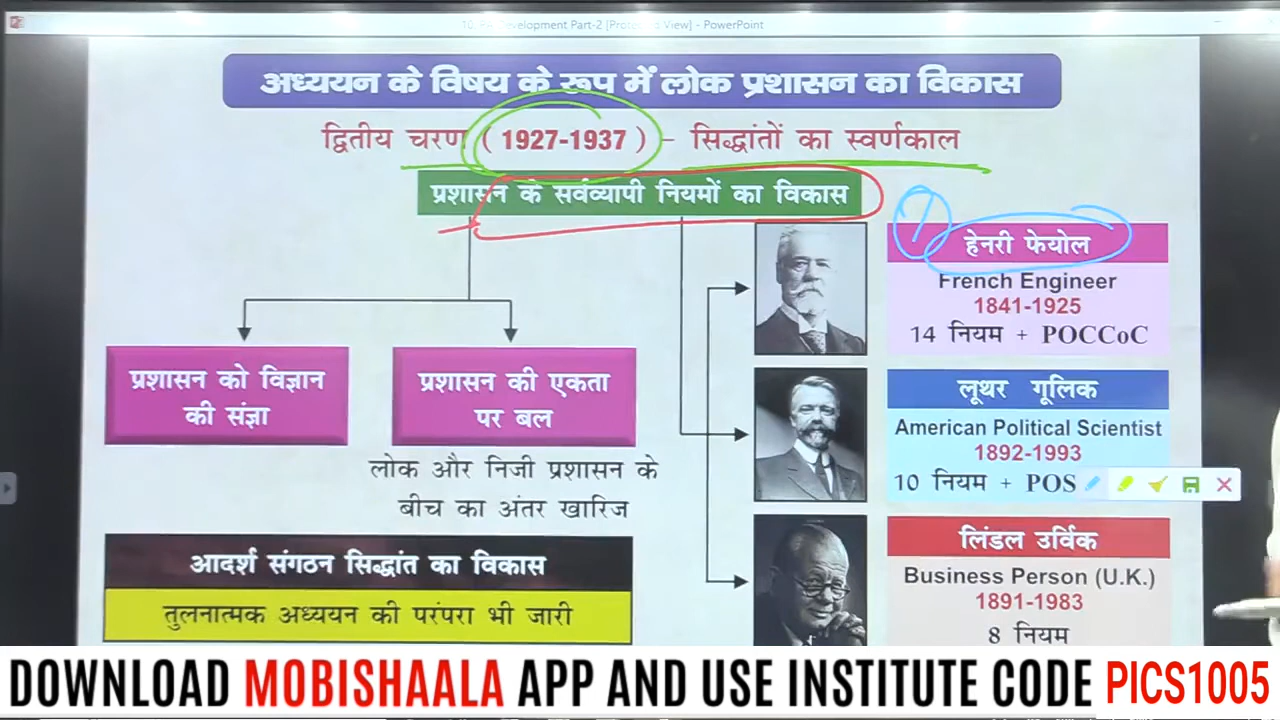 10. PA Development Part-2 [Protected View] - PowerPoint
अध्ययन के विषय के रूप में लोक प्रशासन का विकास
द्वितीय चरण ( 1927-1937 ) - सिद्धांतों का स्वर्णकाल
प्रशासन के सर्वव्यापी नियमों का विकास
1
हेनरी फेयोल
French Engineer
1841-1925
14 नियम + POCCoC
प्रशासन को विज्ञान
की संज्ञा
प्रशासन की एकता
पर बल
लोक और निजी प्रशासन के
बीच का अंतर खारिज
लूथर गूलिक
American Political Scientist
1892-1993
10 नियम + POS
आदर्श संगठन सिद्धांत का विकास
तुलनात्मक अध्ययन की परंपरा भी जारी
लिंडल उर्विक
Business Person (U.K.)
1891-1983
8 नियम
DOWNLOAD MOBISHAALA APP AND USE INSTITUTE CODE PICS1005